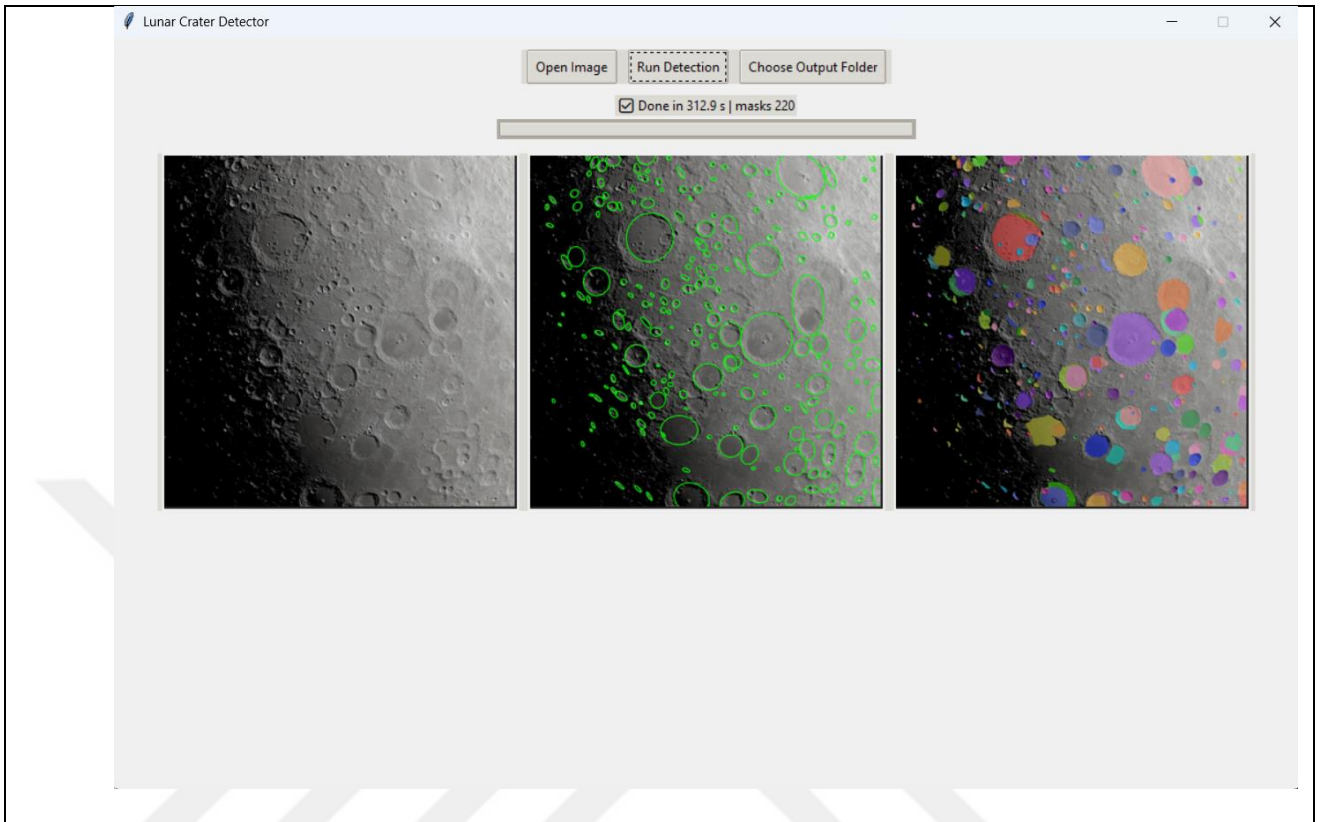 Lunar Crater Detector
Open Image Run Detection Choose Output Folder
Done in 312.9 s | masks 220